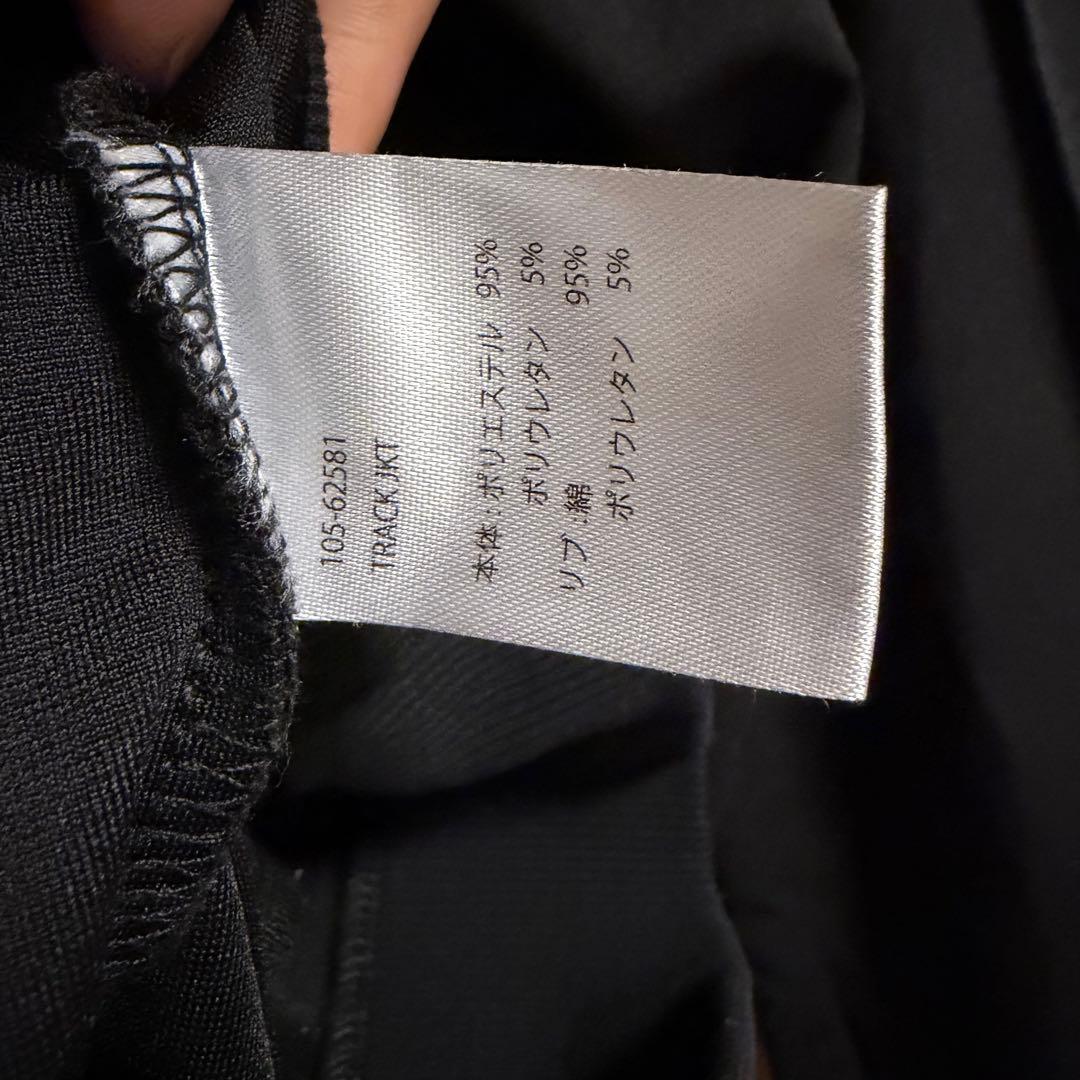 105-62581
TRACK JKT
本体 : ポリエステル 95%
ポリウレタン 5%
リブ : 綿 95%
ポリウレタン 5%